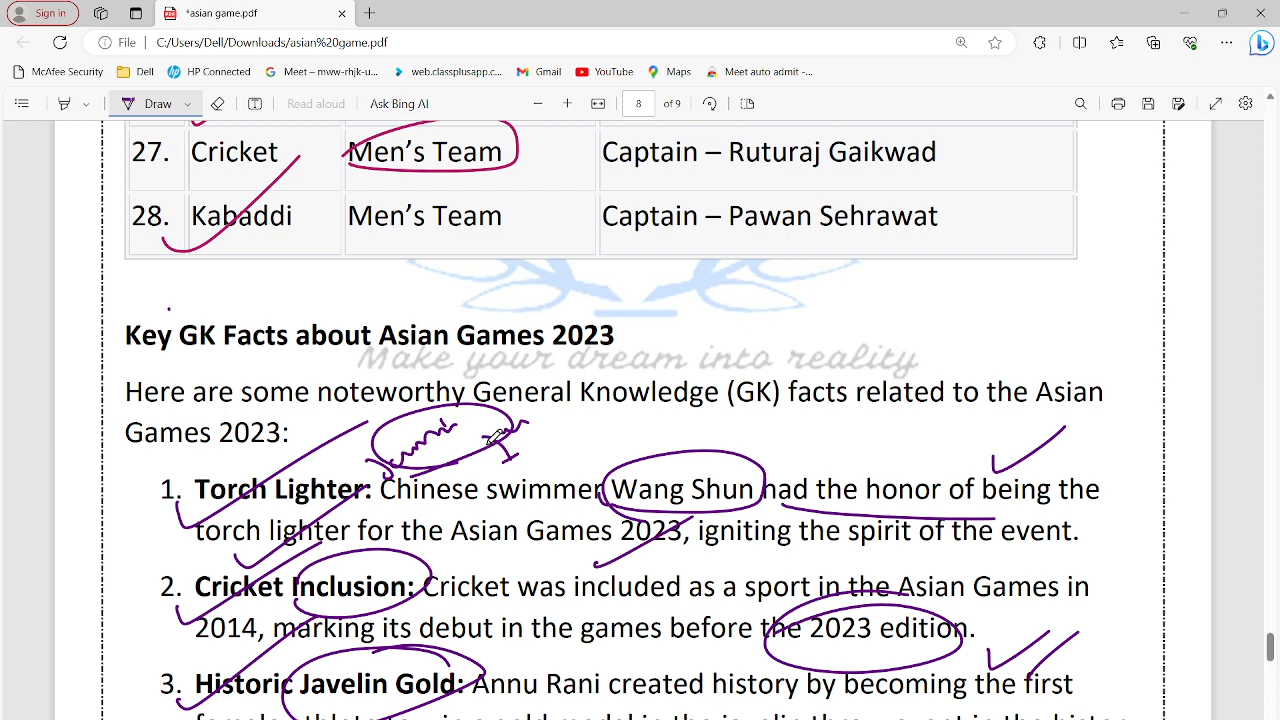 Sign in
*asian game.pdf
File
C:/Users/Dell/Downloads/asian%20game.pdf
McAfee Security
Dell
HP Connected
Meet – mww-rhjk-u...
web.classplusapp.c...
Gmail
YouTube
Maps
Meet auto admit -...
Draw
Read aloud
Ask Bing AI
8
of 9
27. Cricket Men's Team Captain – Ruturaj Gaikwad
28. Kabaddi Men's Team Captain – Pawan Sehrawat
Key GK Facts about Asian Games 2023
Make your dream into reality
Here are some noteworthy General Knowledge (GK) facts related to the Asian
Games 2023:
1. Torch Lighter: Chinese swimmer Wang Shun had the honor of being the
torch lighter for the Asian Games 2023, igniting the spirit of the event.
2. Cricket Inclusion: Cricket was included as a sport in the Asian Games in
2014, marking its debut in the games before the 2023 edition.
3. Historic Javelin Gold: Annu Rani created history by becoming the first